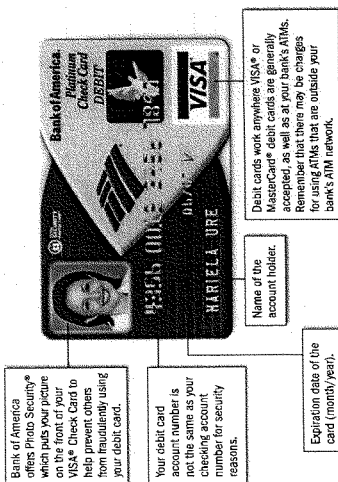 Bank of America
offers Photo Security®
which puts your picture
on the front of your
VISA® Check Card to
help prevent others
from fraudulently using
your debit card.
Your debit card
account number is
not the same as your
checking account
number for security
reasons.
Expiration date of the
card (month/year).
Name of the
account holder.
Debit cards work anywhere VISA® or
MasterCard® debit cards are generally
accepted, as well as at your bank's ATMs.
Remember that there may be charges
for using ATMs that are outside your
bank's ATM network.
Bank of America.
Platinum
Check Card
DEBIT
VISA
V
MARIELA URE